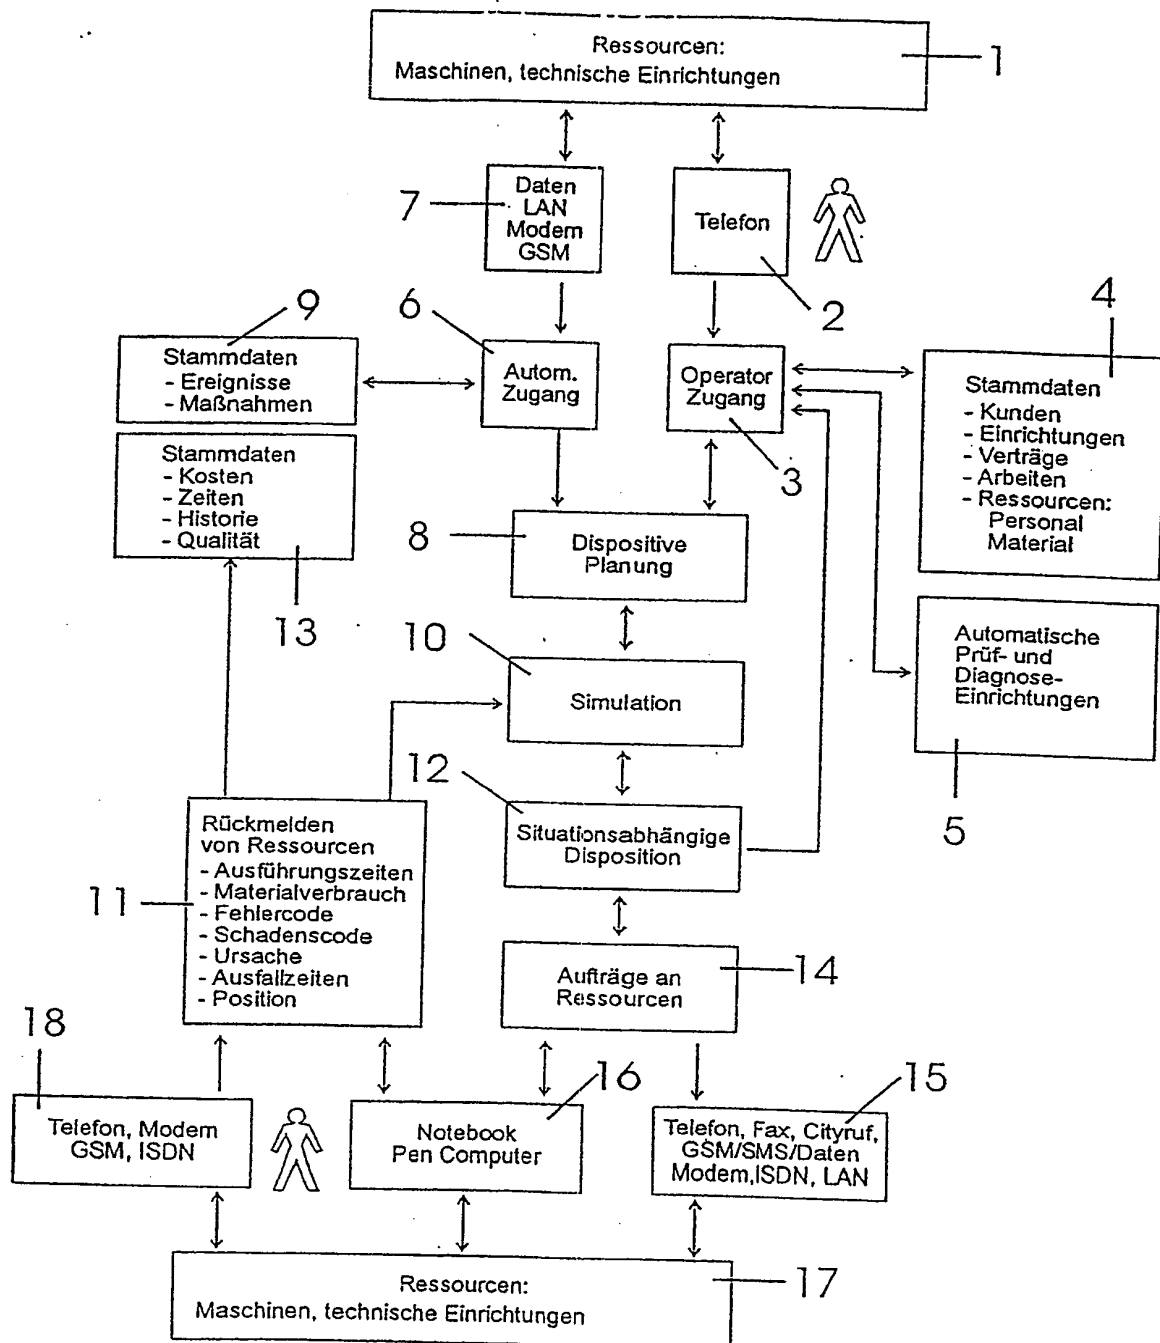 Ressourcen:
Maschinen, technische Einrichtungen
1
7
Daten
LAN
Modem
GSM
Telefon
2
9
6
4
Stammdaten
- Ereignisse
- Maßnahmen
Autom.
Zugang
Operator
Zugang
3
Stammdaten
- Kunden
- Einrichtungen
- Verträge
- Arbeiten
- Ressourcen:
Personal
Material
Stammdaten
- Kosten
- Zeiten
- Historie
- Qualität
13
8
Dispositive
Planung
10
Simulation
Automatische
Prüf- und
Diagnose-
Einrichtungen
5
12
Situationsabhängige
Disposition
11
Rückmelden
von Ressourcen
- Ausführungszeiten
- Materialverbrauch
- Fehlercode
- Schadenscode
- Ursache
- Ausfallzeiten
- Position
Aufträge an
Ressourcen
14
18
16
15
Telefon, Modem
GSM, ISDN
Notebook
Pen Computer
Telefon, Fax, Cityruf,
GSM/SMS/Daten
Modem,ISDN, LAN
Ressourcen:
Maschinen, technische Einrichtungen
17